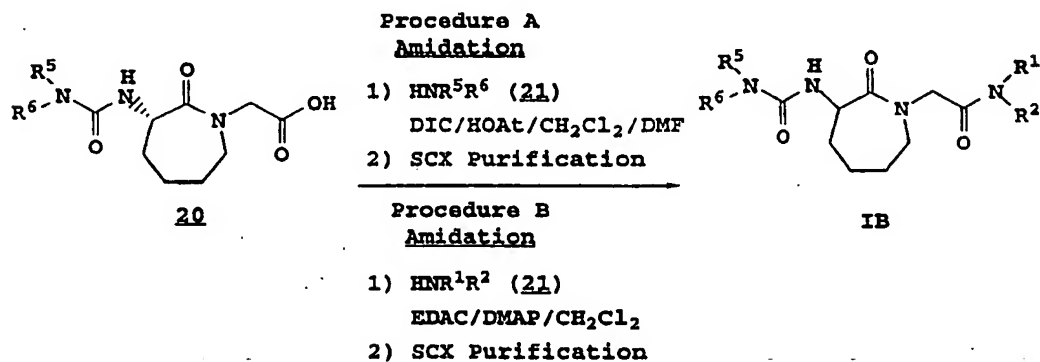 Procedure A
Amidation
1) HNR⁵R⁶ (21)
DIC/HOAt/CH₂Cl₂/DMF
2) SCX Purification
Procedure B
Amidation
1) HNR¹R² (21)
EDAC/DMAP/CH₂Cl₂
2) SCX Purification
R⁵
R⁶
N
O
H
N
O
N
OH
O
20
R⁵
R⁶
N
O
H
N
O
N
O
N
R¹
R²
IB